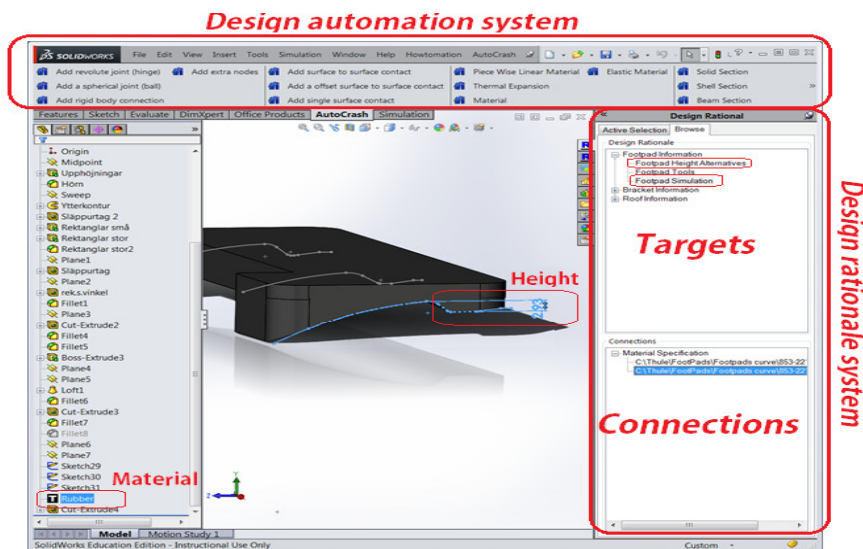 Design automation system
SOLIDWORKS File Edit View Insert Tools Simulation Window Help Howtomation AutoCrash
Add revolute joint (hinge) Add extra nodes Add surface to surface contact Piece Wise Linear Material Elastic Material Solid Section
Add a spherical joint (ball) Add a offset surface to surface contact Thermal Expansion Shell Section
Add rigid body connection Add single surface contact Material Beam Section
Features Sketch Evaluate DimXpert Office Products AutoCrash Simulation
Design Rational
Active Selection Browse
Design Rationale
Footpad Information
Footpad Height Alternatives
Footpad Tools
Footpad Simulation
Bracket Information
Roof Information
Targets
Connections
Material Specification
C:\Thule\FootPads\Footpads curve\853-22
C:\Thule\FootPads\Footpads curve\853-22
Connections
Design rationale system
Origin
Midpoint
Upphöjningar
Hörn
Sweep
Ytterkontur
Släppurtag 2
Rektanglar små
Rektanglar stor
Rektanglar stor2
Plane1
Släppurtag
Plane2
rek.s.vinkel
Fillet1
Plane3
Cut-Extrude2
Fillet4
Fillet5
Boss-Extrude3
Plane4
Plane5
Loft1
Fillet6
Cut-Extrude3
Fillet7
Fillet8
Plane6
Plane7
Sketch29
Sketch30
Sketch31
Rubber
Cut-Extrude4
Material
Height
Y
Z
Model Motion Study 1
SolidWorks Education Edition - Instructional Use Only
Custom